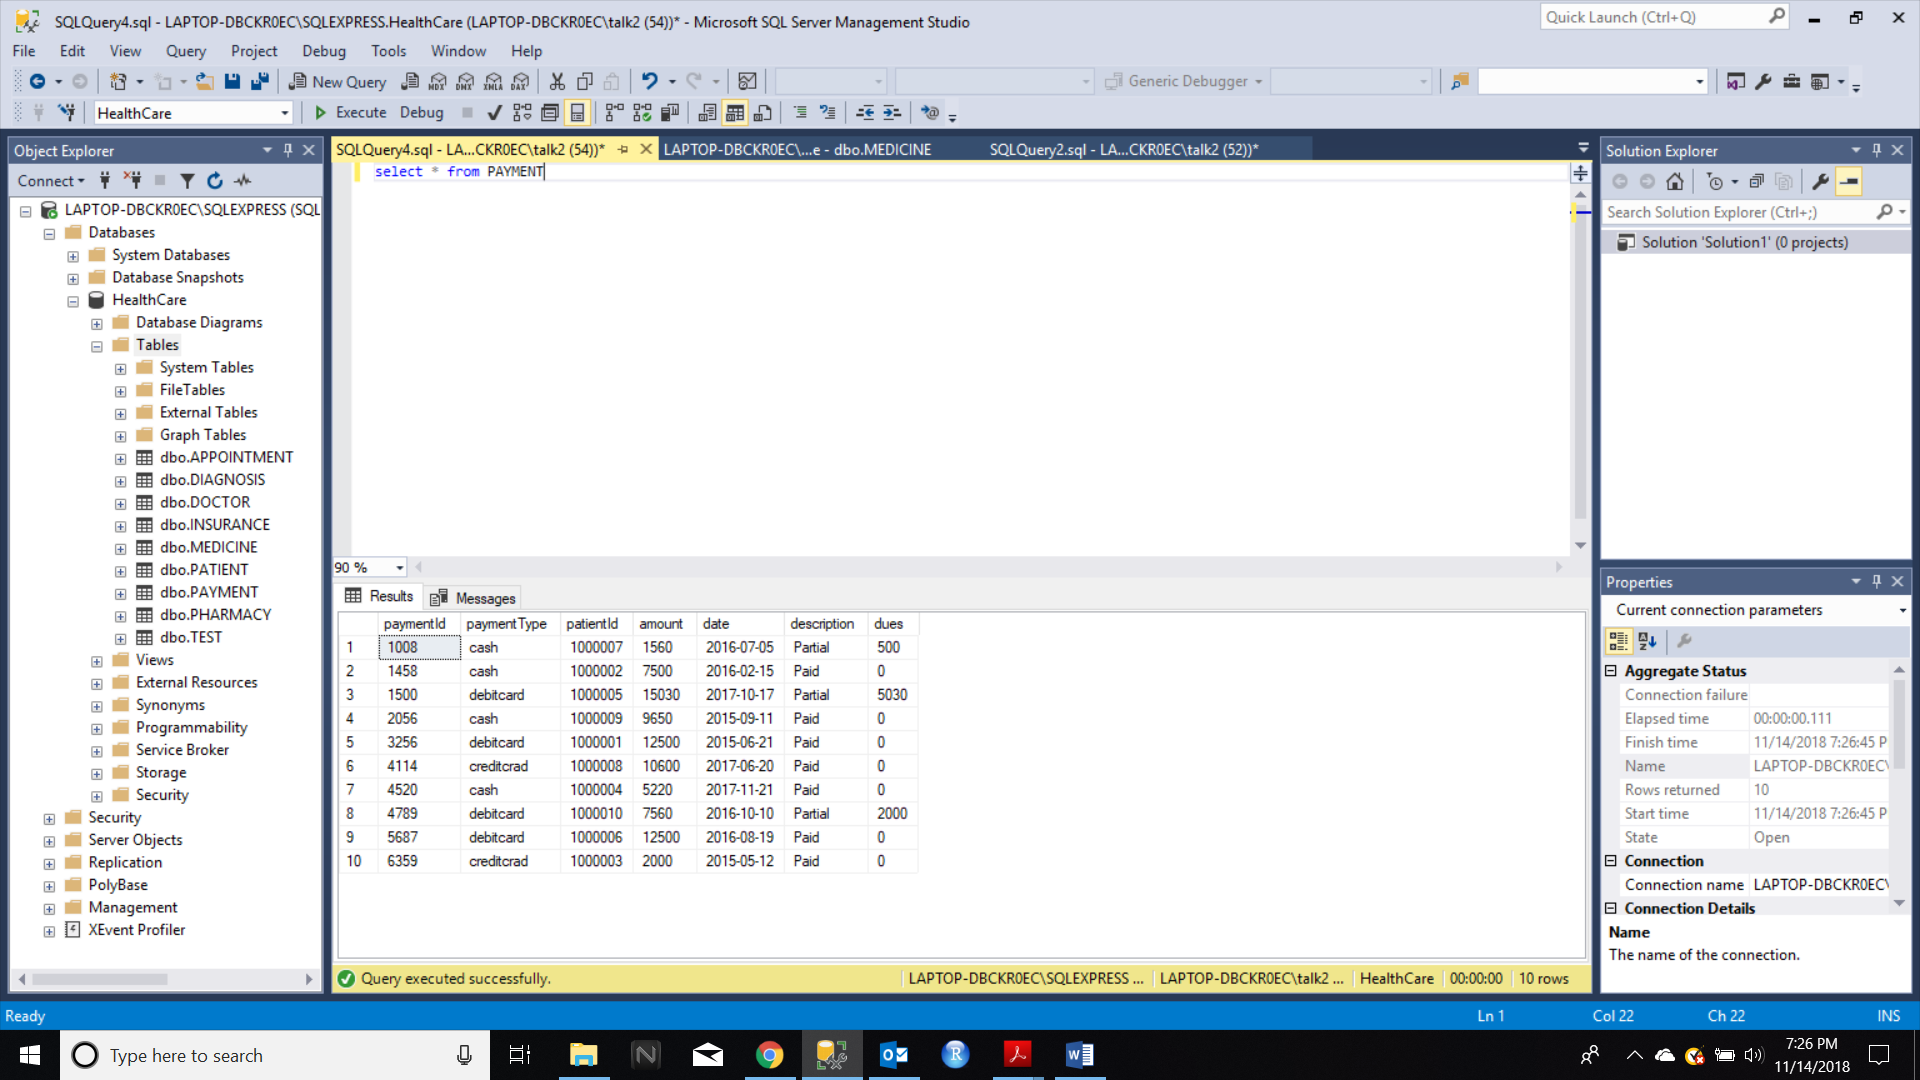 SQLQuery4.sql - LAPTOP-DBCKR0EC\SQLEXPRESS.HealthCare (LAPTOP-DBCKR0EC\talk2 (54))* - Microsoft SQL Server Management Studio
Quick Launch (Ctrl+Q)
File Edit View Query Project Debug Tools Window Help
New Query MDX DMX XMLA DAX Generic Debugger
HealthCare Execute Debug
Object Explorer
Connect
LAPTOP-DBCKR0EC\SQLEXPRESS (SQL
Databases
System Databases
Database Snapshots
HealthCare
Database Diagrams
Tables
System Tables
FileTables
External Tables
Graph Tables
dbo.APPOINTMENT
dbo.DIAGNOSIS
dbo.DOCTOR
dbo.INSURANCE
dbo.MEDICINE
dbo.PATIENT
dbo.PAYMENT
dbo.PHARMACY
dbo.TEST
Views
External Resources
Synonyms
Programmability
Service Broker
Storage
Security
Security
Server Objects
Replication
PolyBase
Management
XEvent Profiler
SQLQuery4.sql - LA...CKR0EC\talk2 (54))* LAPTOP-DBCKR0EC\...e - dbo.MEDICINE SQLQuery2.sql - LA...CKR0EC\talk2 (52))*
select * from PAYMENT
90 %
Results Messages
paymentId paymentType patientId amount date description dues
1 1008 cash 1000007 1560 2016-07-05 Partial 500
2 1458 cash 1000002 7500 2016-02-15 Paid 0
3 1500 debitcard 1000005 15030 2017-10-17 Partial 5030
4 2056 cash 1000009 9650 2015-09-11 Paid 0
5 3256 debitcard 1000001 12500 2015-06-21 Paid 0
6 4114 creditcrad 1000008 10600 2017-06-20 Paid 0
7 4520 cash 1000004 5220 2017-11-21 Paid 0
8 4789 debitcard 1000010 7560 2016-10-10 Partial 2000
9 5687 debitcard 1000006 12500 2016-08-19 Paid 0
10 6359 creditcrad 1000003 2000 2015-05-12 Paid 0
Query executed successfully. LAPTOP-DBCKR0EC\SQLEXPRESS ... LAPTOP-DBCKR0EC\talk2 ... HealthCare 00:00:00 10 rows
Solution Explorer
Search Solution Explorer (Ctrl+;)
Solution 'Solution1' (0 projects)
Properties
Current connection parameters
Aggregate Status
Connection failure
Elapsed time 00:00:00.111
Finish time 11/14/2018 7:26:45 P
Name LAPTOP-DBCKR0EC\
Rows returned 10
Start time 11/14/2018 7:26:45 P
State Open
Connection
Connection name LAPTOP-DBCKR0EC\
Connection Details
Name
The name of the connection.
Ready Ln 1 Col 22 Ch 22 INS
Type here to search
7:26 PM
11/14/2018